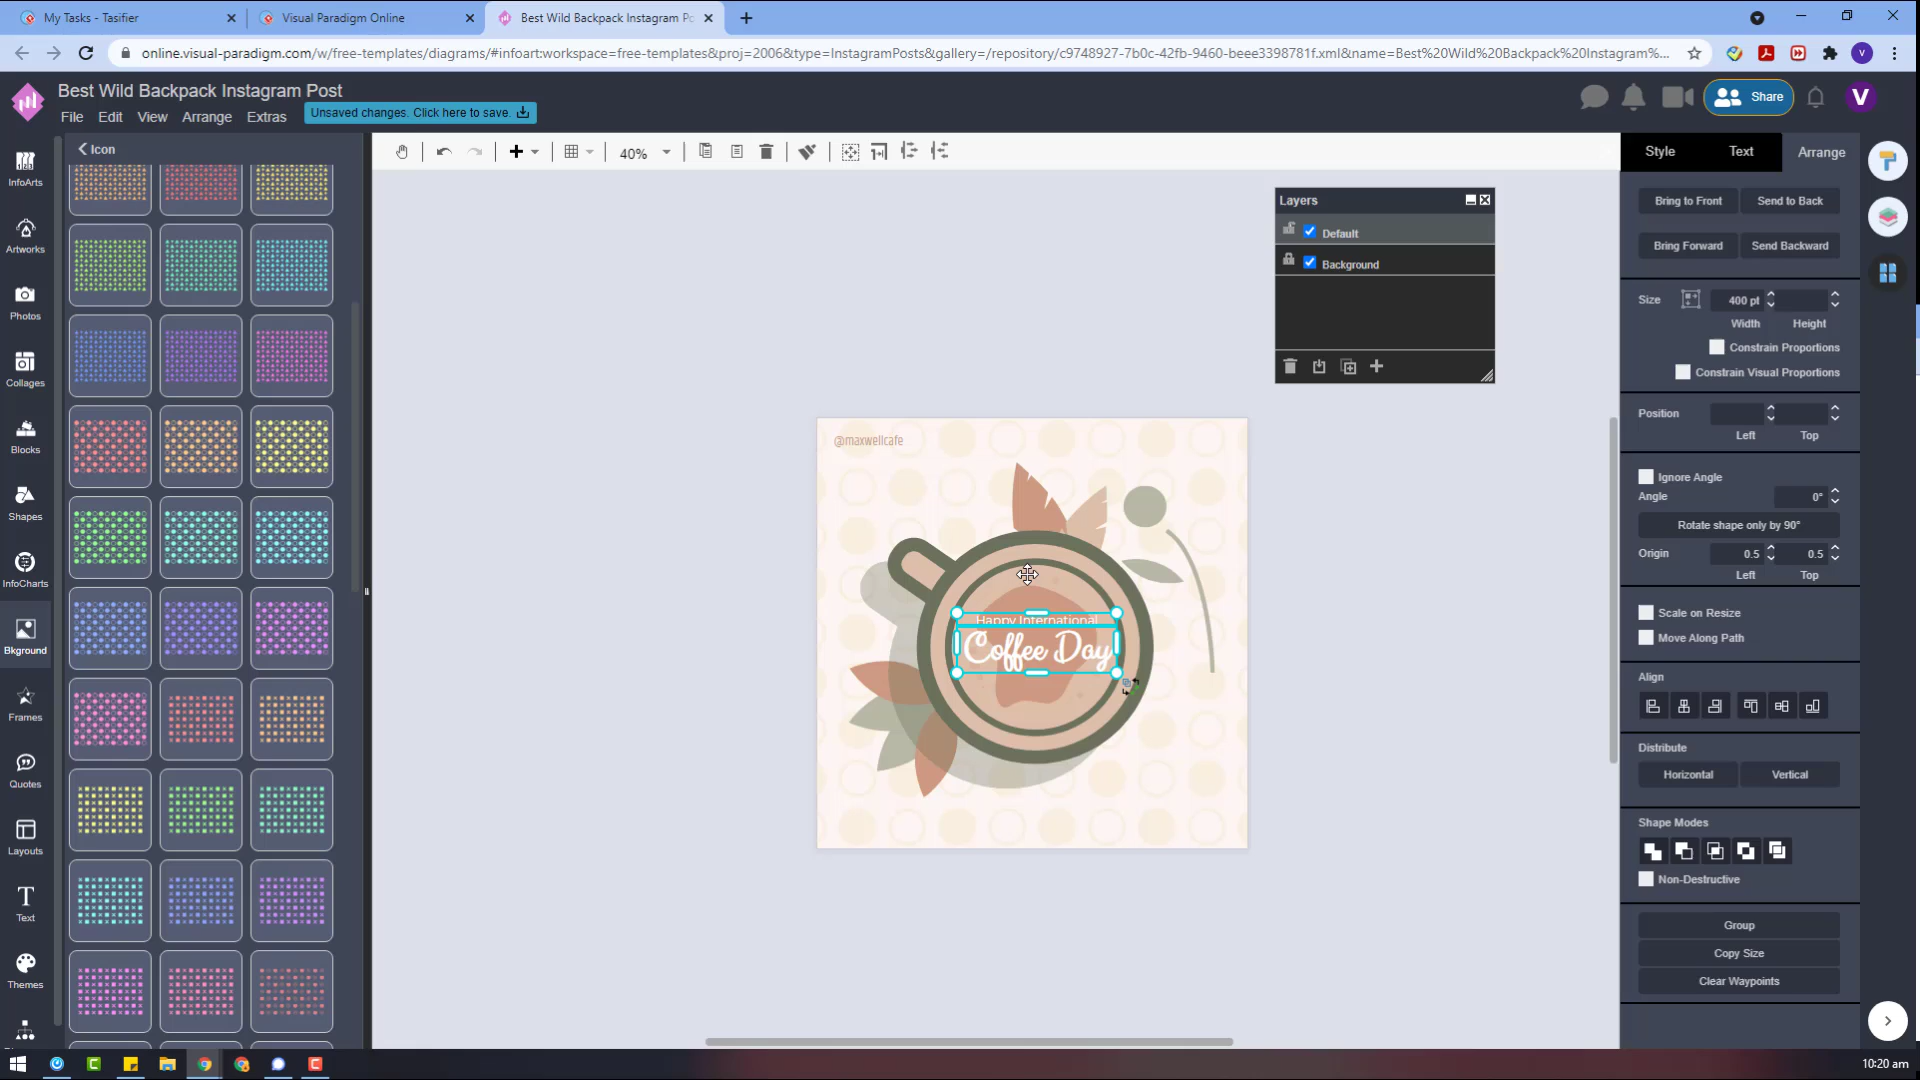 My Tasks - Tasifier
Visual Paradigm Online
Best Wild Backpack Instagram Po
online.visual-paradigm.com/w/free-templates/diagrams/#infoart:workspace=free-templates&proj=2006&type=InstagramPosts&gallery=/repository/c9748927-7b0c-42fb-9460-beee3398781f.xml&name=Best%20Wild%20Backpack%20Instagram%...
V
Best Wild Backpack Instagram Post
File Edit View Arrange Extras
Unsaved changes. Click here to save.
Share
V
InfoArts
Artworks
Photos
Collages
Blocks
Shapes
InfoCharts
Bkground
Frames
Quotes
Layouts
Text
Themes
Icon
40%
Layers
Default
Background
@maxwellcafe
Happy International
Coffee Day
Style Text Arrange
Bring to Front Send to Back
Bring Forward Send Backward
Size 400 pt
Width Height
Constrain Proportions
Constrain Visual Proportions
Position
Left Top
Ignore Angle
Angle 0°
Rotate shape only by 90°
Origin 0.5 0.5
Left Top
Scale on Resize
Move Along Path
Align
Distribute
Horizontal Vertical
Shape Modes
Non-Destructive
Group
Copy Size
Clear Waypoints
10:20 am